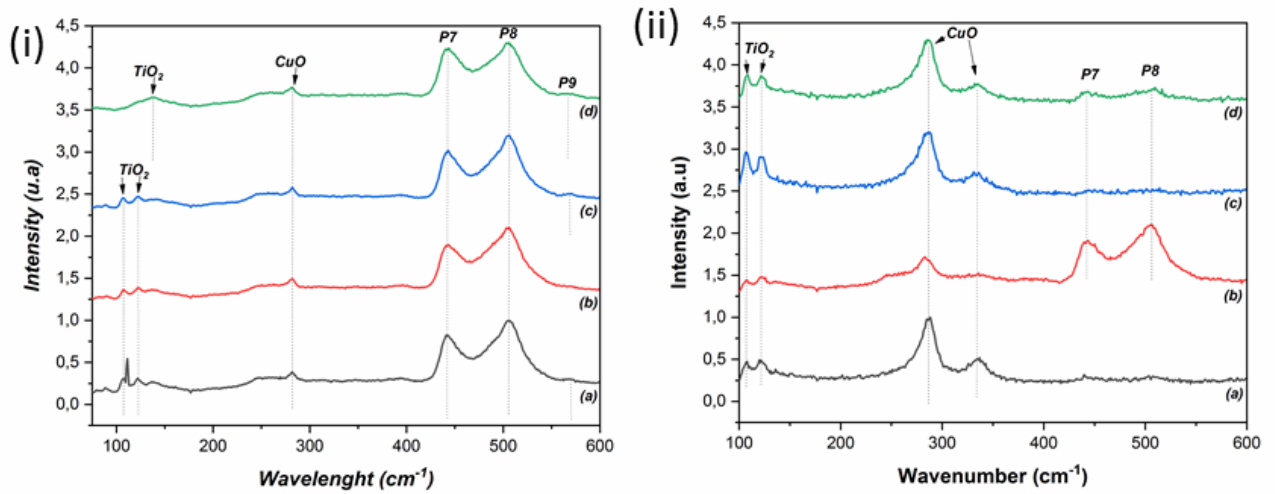 (i)
Intensity (u.a)
4,5
4,0
3,5
3,0
2,5
2,0
1,5
1,0
0,5
0,0
TiO₂
CuO
P7
P8
P9
(d)
TiO₂
(c)
(b)
(a)
100 200 300 400 500 600
Wavelenght (cm⁻¹)
(ii)
Intensity (a.u)
4,5
4,0
3,5
3,0
2,5
2,0
1,5
1,0
0,5
0,0
TiO₂
CuO
P7
P8
(d)
(c)
(b)
(a)
100 200 300 400 500 600
Wavenumber (cm⁻¹)